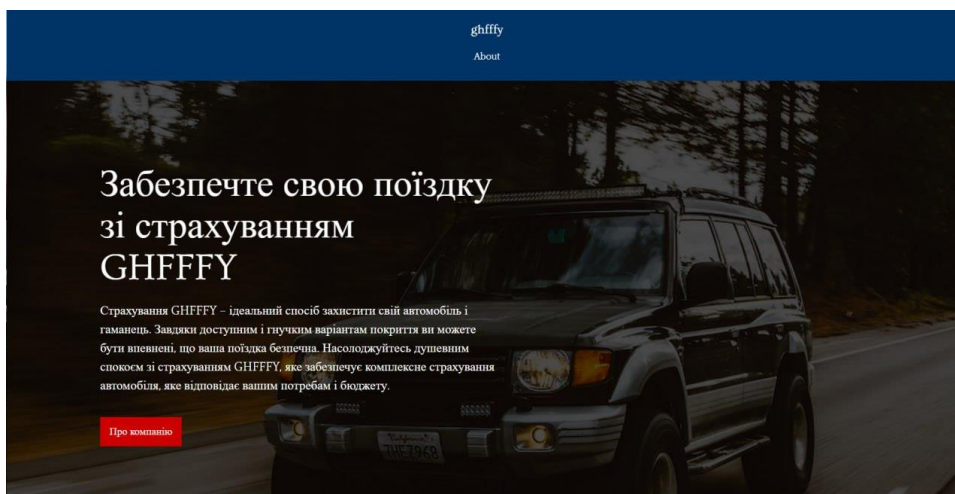 ghfffy
About
Забезпечте свою поїздку
зі страхуванням
GHFFFY
Страхування GHFFFY – ідеальний спосіб захистити свій автомобіль і
гаманець. Завдяки доступним і гнучким варіантам покриття ви можете
бути впевнені, що ваша поїздка безпечна. Насолоджуйтесь душевним
спокоєм зі страхуванням GHFFFY, яке забезпечує комплексне страхування
автомобіля, яке відповідає вашим потребам і бюджету.
Про компанію
California
7HEZ968